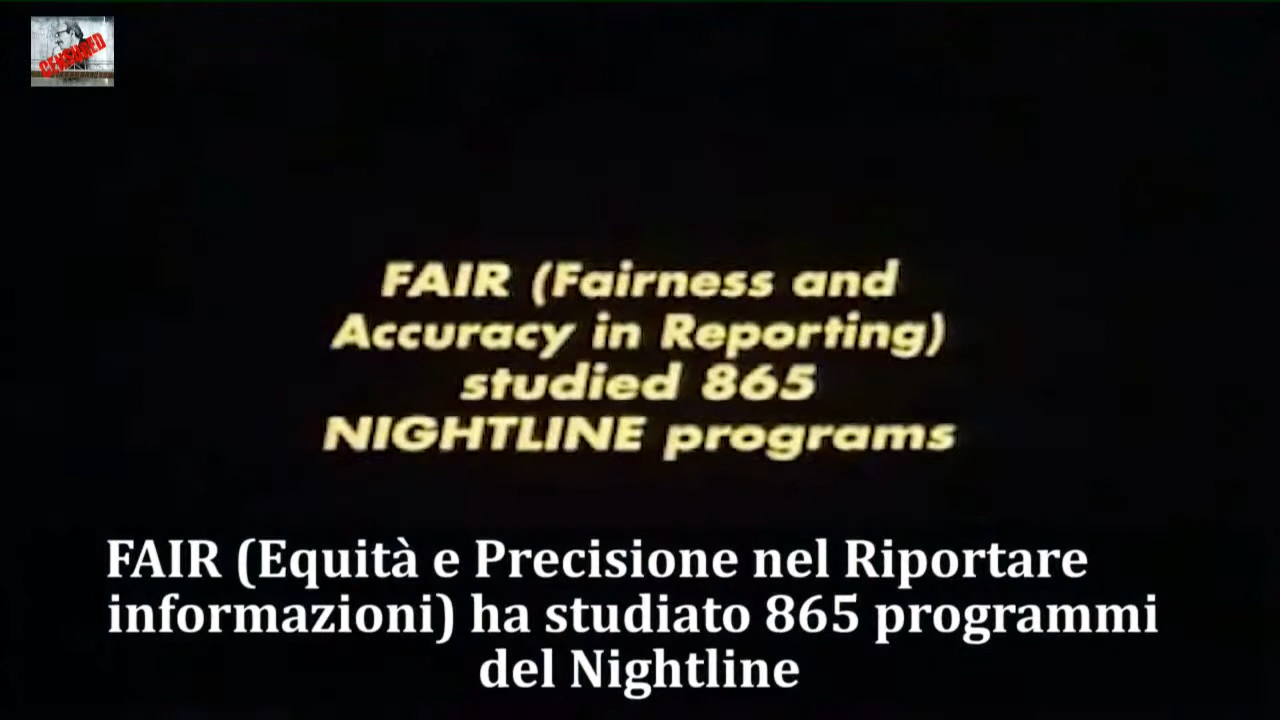 CENSORED
FAIR (Fairness and
Accuracy in Reporting)
studied 865
NIGHTLINE programs
FAIR (Equità e Precisione nel Riportare
informazioni) ha studiato 865 programmi
del Nightline